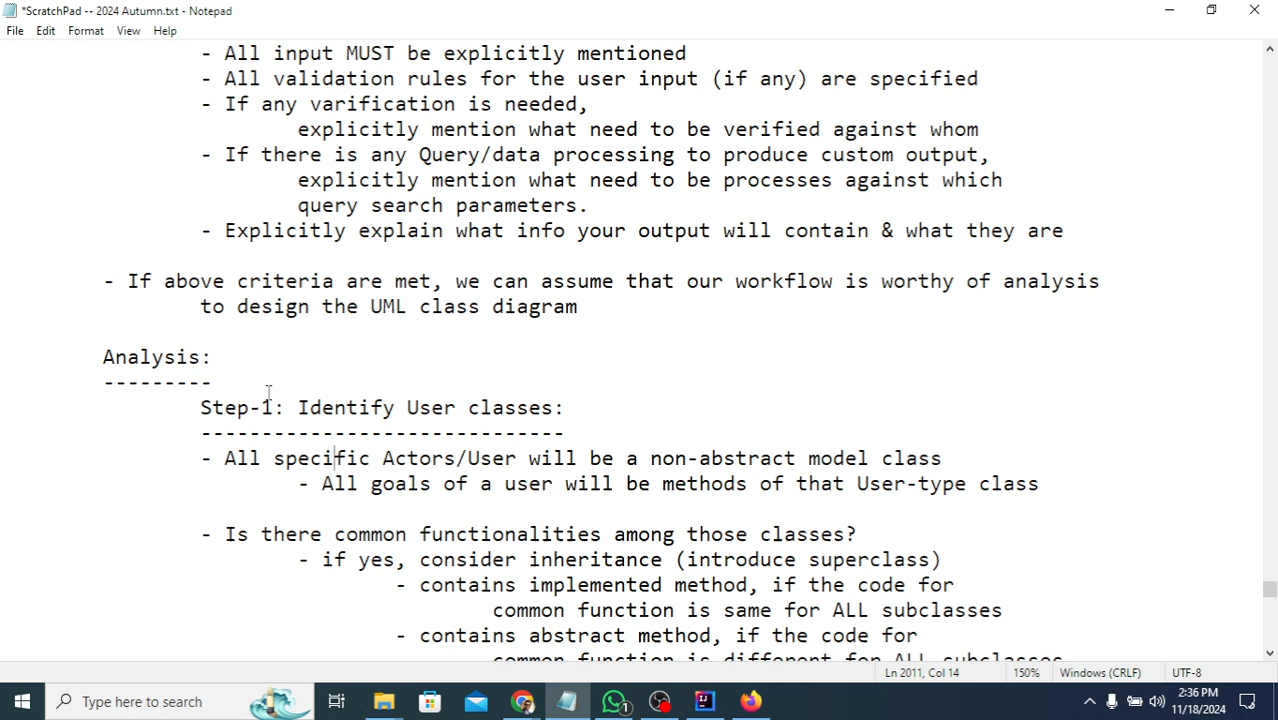 *ScratchPad -- 2024 Autumn.txt - Notepad
File Edit Format View Help
- All input MUST be explicitly mentioned
- All validation rules for the user input (if any) are specified
- If any varification is needed,
explicitly mention what need to be verified against whom
- If there is any Query/data processing to produce custom output,
explicitly mention what need to be processes against which
query search parameters.
- Explicitly explain what info your output will contain & what they are
- If above criteria are met, we can assume that our workflow is worthy of analysis
to design the UML class diagram
Analysis:
---------
Step-1: Identify User classes:
------------------------------
- All specific Actors/User will be a non-abstract model class
- All goals of a user will be methods of that User-type class
- Is there common functionalities among those classes?
- if yes, consider inheritance (introduce superclass)
- contains implemented method, if the code for
common function is same for ALL subclasses
- contains abstract method, if the code for
common function is different for ALL subclasses
Ln 2011, Col 14 150% Windows (CRLF) UTF-8
Type here to search
1
2:36 PM
11/18/2024